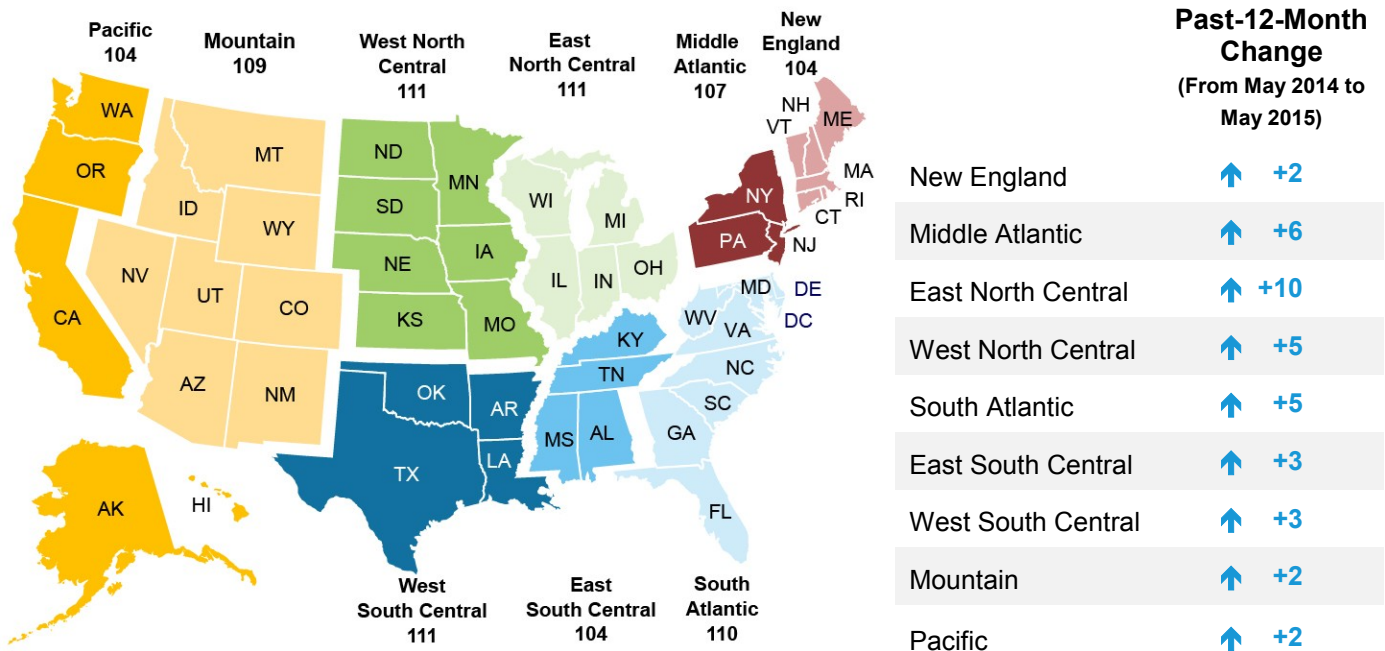 Pacific
104
Mountain
109
West North
Central
111
East
North Central
111
Middle
Atlantic
107
New
England
104
WA
OR
CA
AK
HI
MT
ID
WY
NV
UT
CO
AZ
NM
ND
SD
NE
KS
MN
IA
MO
OK
TX
AR
LA
WI
MI
IL
IN
OH
KY
TN
MS
AL
NY
PA
NJ
NH
VT
ME
MA
RI
CT
MD
DE
DC
WV
VA
NC
SC
GA
FL
West
South Central
111
East
South Central
104
South
Atlantic
110
Past-12-Month
Change
(From May 2014 to
May 2015)
New England +2
Middle Atlantic +6
East North Central +10
West North Central +5
South Atlantic +5
East South Central +3
West South Central +3
Mountain +2
Pacific +2